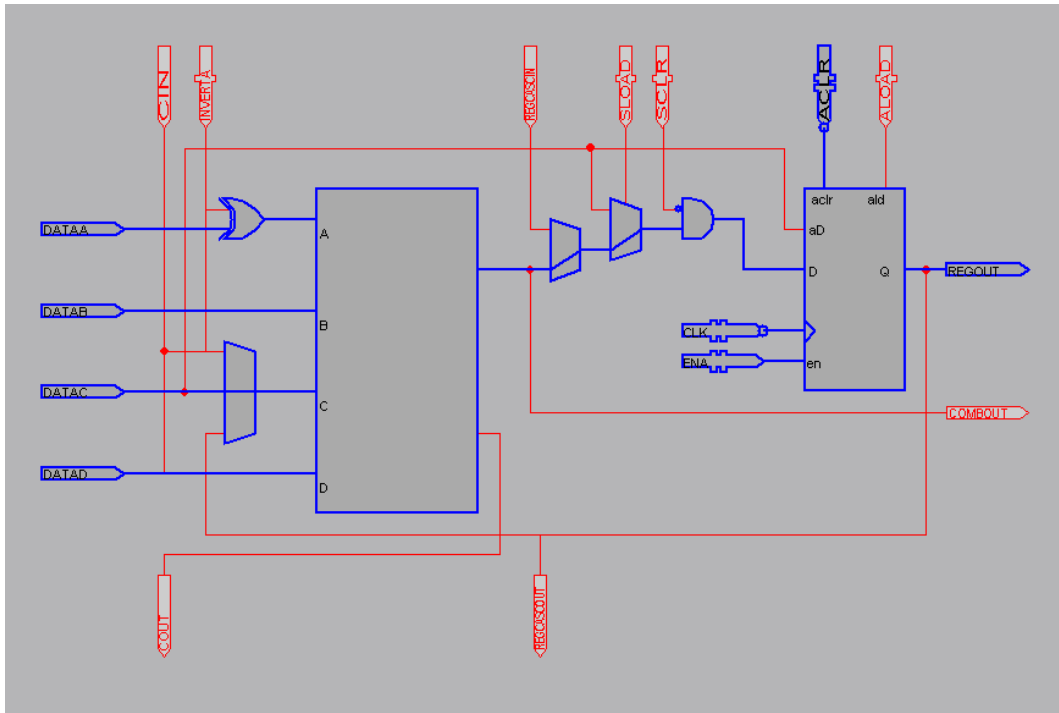 CIN
INVERTA
REGCASCIN
SLOAD
SCLR
ACLR
ALOAD
aclr ald
DATAA
A
aD
D Q
REGOUT
DATAB
B
CLK
ENA
en
DATAC
C
COMBOUT
DATAD
D
COUT
REGCASCOUT